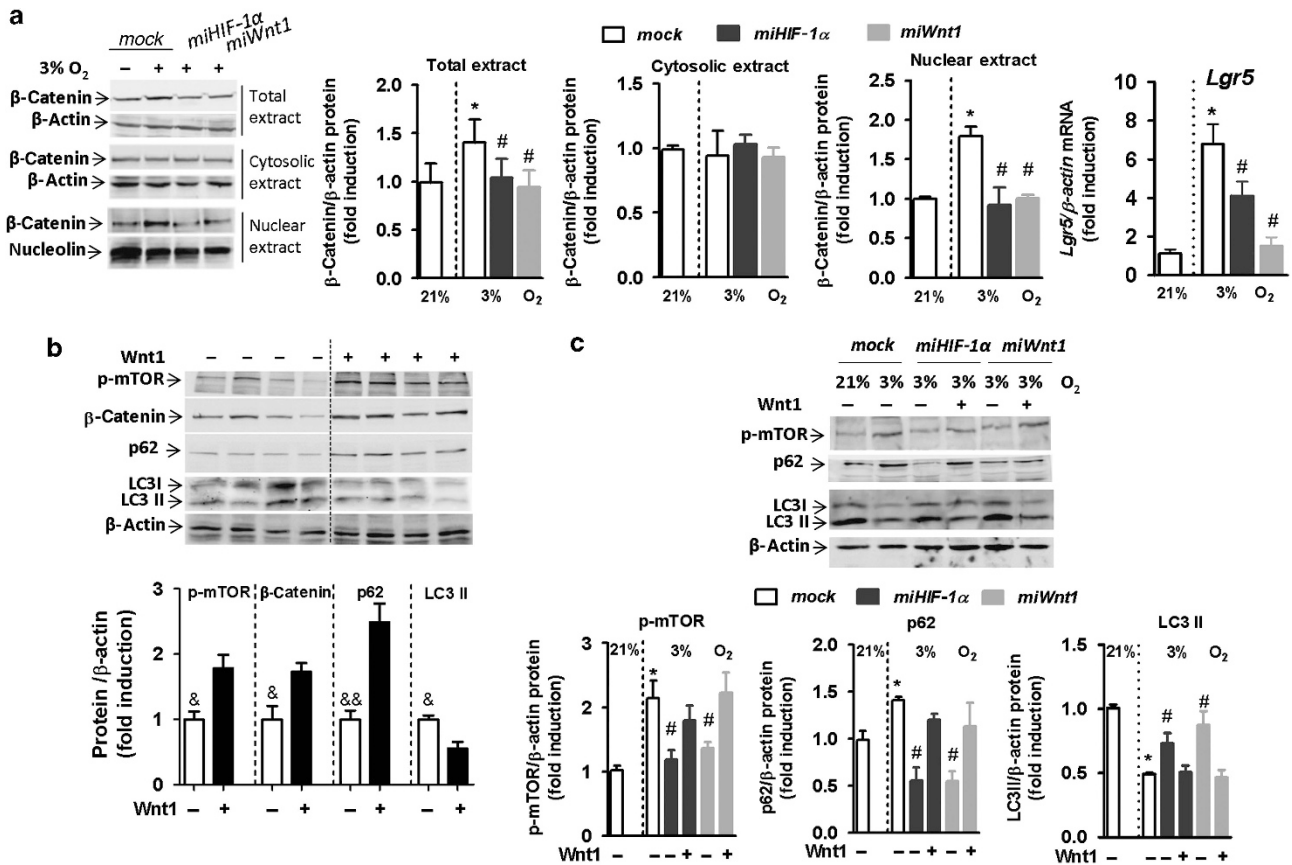 a
mock miHIF-1α miWnt1
3% O2 – + + +
β-Catenin Total
β-Actin extract
β-Catenin Cytosolic
β-Actin extract
β-Catenin Nuclear
Nucleolin extract
mock miHIF-1α miWnt1
Total extract
β-Catenin/β-actin protein
(fold induction)
2.0
1.5
1.0
0.5
0.0
* # #
21% 3% O2
Cytosolic extract
β-Catenin/β-actin protein
(fold induction)
1.5
1.0
0.5
0.0
21% 3% O2
Nuclear extract
β-Catenin/β-actin protein
(fold induction)
2.5
2.0
1.5
1.0
0.5
0.0
* # #
21% 3% O2
Lgr5
Lgr5/β-actin mRNA
(fold induction)
10
8
6
4
2
0
* # #
21% 3% O2
b
Wnt1
– – – – + + + +
p-mTOR
β-Catenin
p62
LC3I
LC3 II
β-Actin
Protein /β-actin
(fold induction)
3
2
1
0
p-mTOR β-Catenin p62 LC3 II
& & && &
Wnt1 – + – + – + – +
c
mock miHIF-1α miWnt1
21% 3% 3% 3% 3% 3% O2
Wnt1 – – – + – +
p-mTOR
p62
LC3I
LC3 II
β-Actin
mock miHIF-1α miWnt1
p-mTOR
p-mTOR/β-actin protein
(fold induction)
4
3
2
1
0
21% 3% O2
* # #
Wnt1 – – – + – +
p62
p62/β-actin protein
(fold induction)
2.0
1.5
1.0
0.5
0.0
21% 3% O2
* # #
– – – + – +
LC3 II
LC3II/β-actin protein
(fold induction)
1.5
1.0
0.5
0.0
21% 3% O2
* # #
Wnt1 – – – + – +